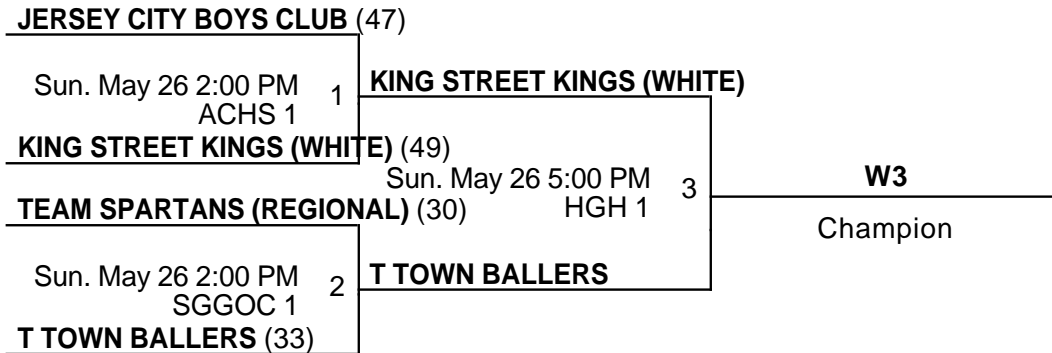 JERSEY CITY BOYS CLUB (47)
Sun. May 26 2:00 PM
1
ACHS 1
KING STREET KINGS (WHITE)
KING STREET KINGS (WHITE) (49)
Sun. May 26 5:00 PM
3
HGH 1
W3
Champion
TEAM SPARTANS (REGIONAL) (30)
Sun. May 26 2:00 PM
2
SGGOC 1
T TOWN BALLERS
T TOWN BALLERS (33)